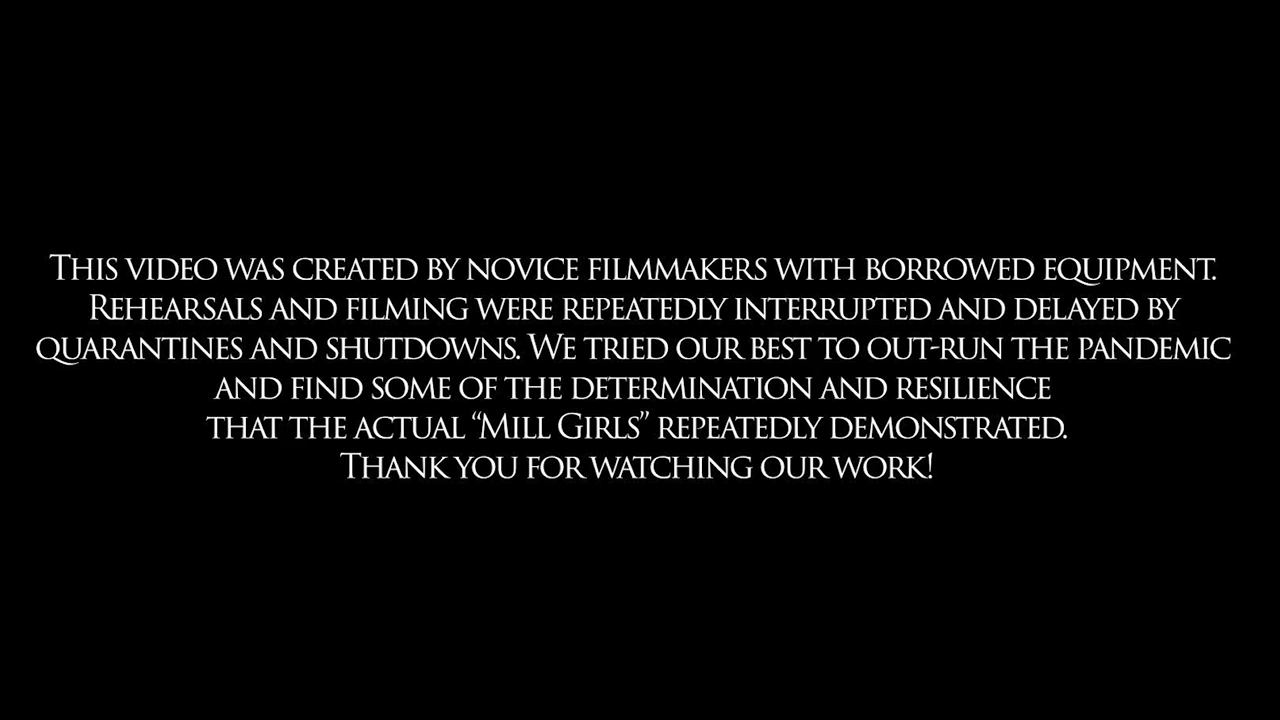 This video was created by novice filmmakers with borrowed equipment.
Rehearsals and filming were repeatedly interrupted and delayed by
quarantines and shutdowns. We tried our best to out-run the pandemic
and find some of the determination and resilience
that the actual “Mill Girls” repeatedly demonstrated.
Thank you for watching our work!